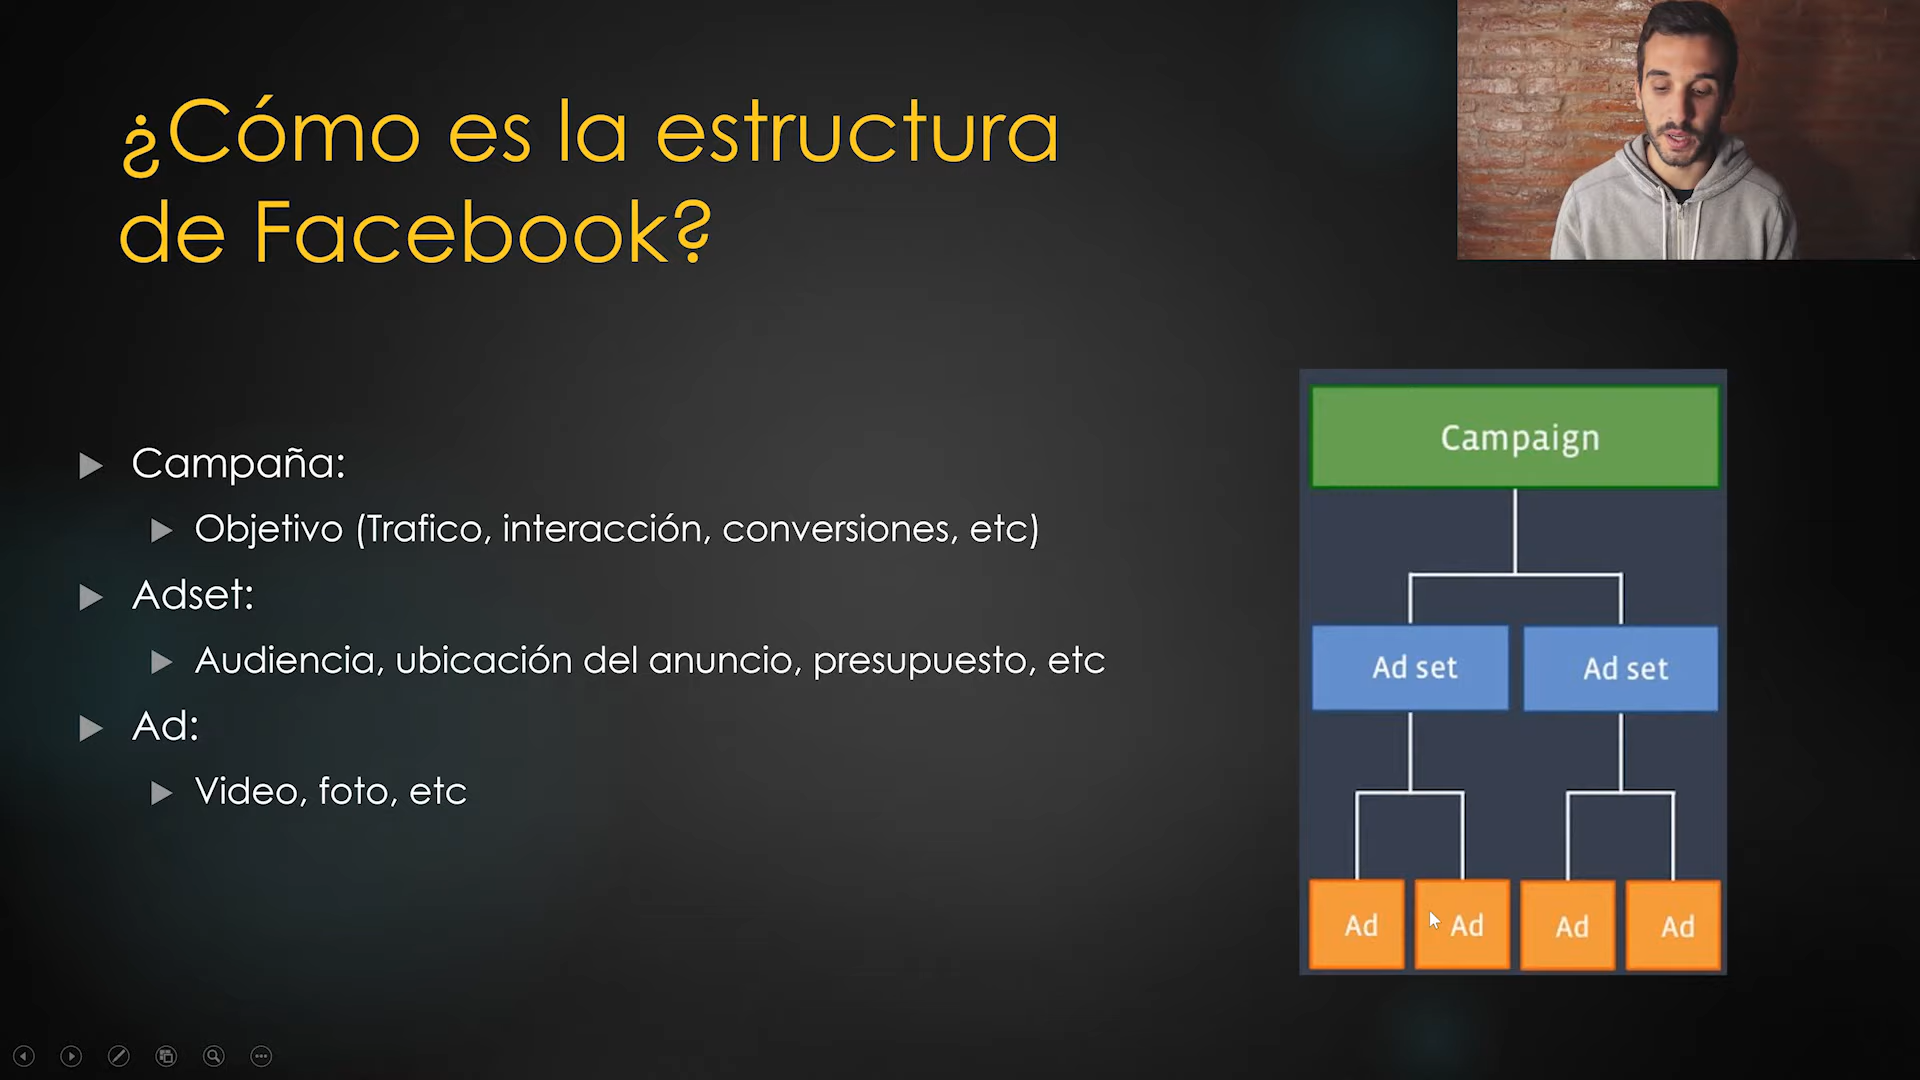 ¿Cómo es la estructura
de Facebook?
Campaña:
Objetivo (Trafico, interacción, conversiones, etc)
Adset:
Audiencia, ubicación del anuncio, presupuesto, etc
Ad:
Video, foto, etc
Campaign
Ad set Ad set
Ad Ad Ad Ad